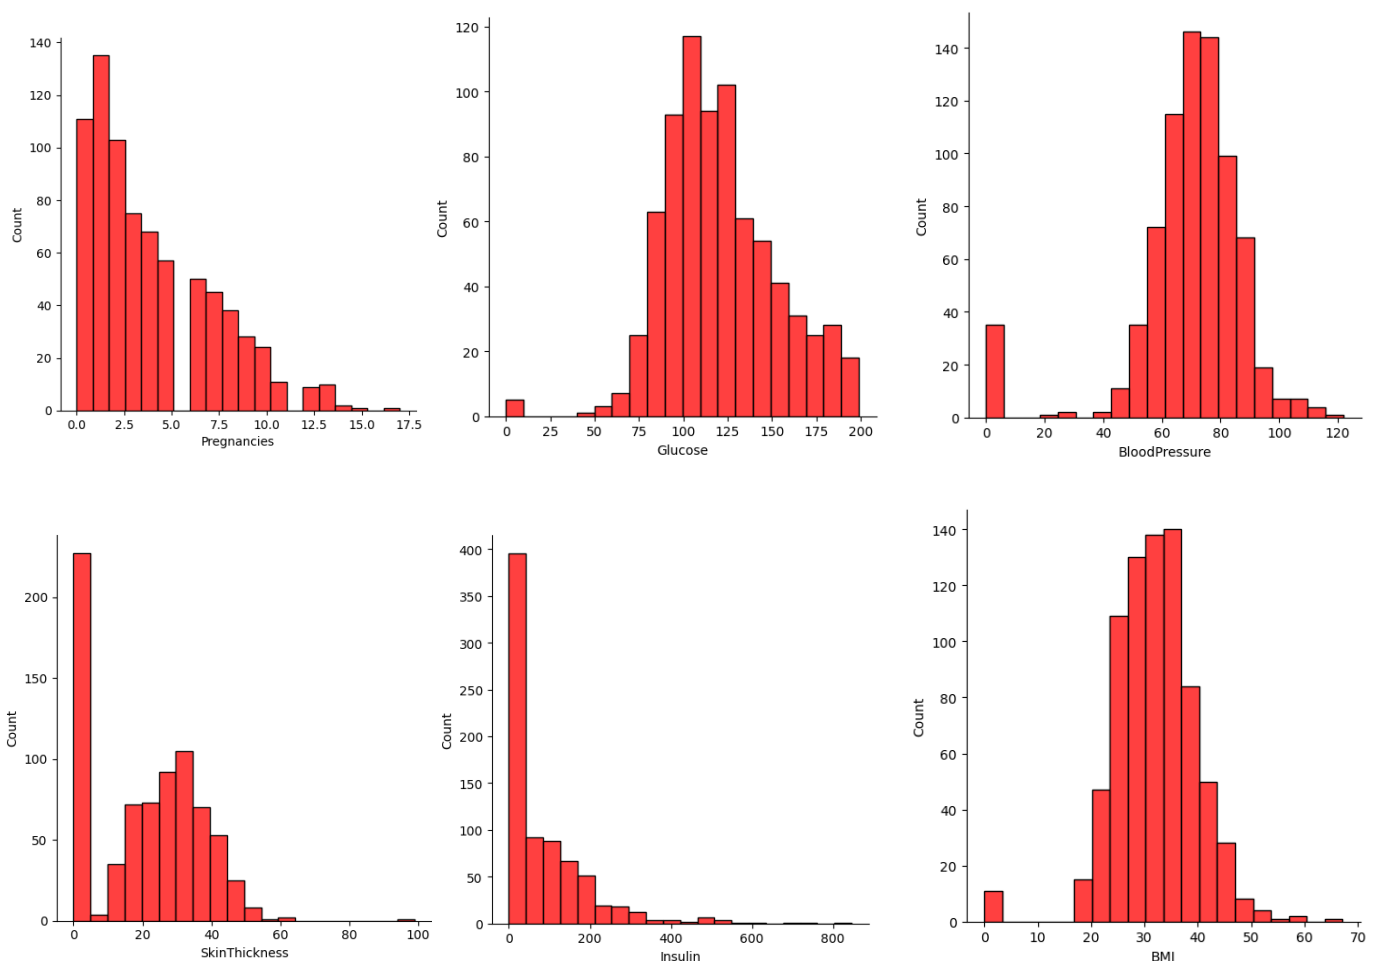 140
120
100
80
60
40
20
0
Count
0.0 2.5 5.0 7.5 10.0 12.5 15.0 17.5
Pregnancies
120
100
80
60
40
20
0
Count
0 25 50 75 100 125 150 175 200
Glucose
140
120
100
80
60
40
20
0
Count
0 20 40 60 80 100 120
BloodPressure
200
150
100
50
0
Count
0 20 40 60 80 100
SkinThickness
400
350
300
250
200
150
100
50
0
Count
0 200 400 600 800
Insulin
140
120
100
80
60
40
20
0
Count
0 10 20 30 40 50 60 70
BMI